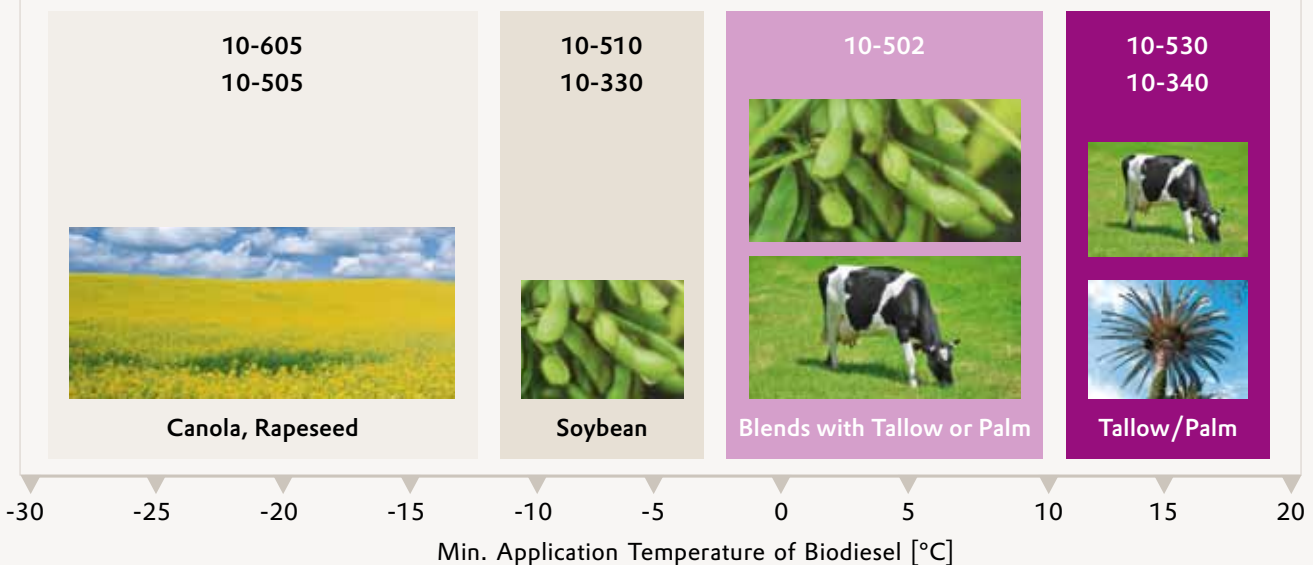 10-605
10-505
10-510
10-330
10-502
10-530
10-340
Canola, Rapeseed
Soybean
Blends with Tallow or Palm
Tallow/Palm
-30 -25 -20 -15 -10 -5 0 5 10 15 20
Min. Application Temperature of Biodiesel [°C]